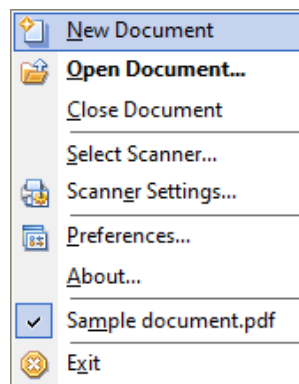 New Document
Open Document...
Close Document
Select Scanner...
Scanner Settings...
Preferences...
About...
Sample document.pdf
Exit